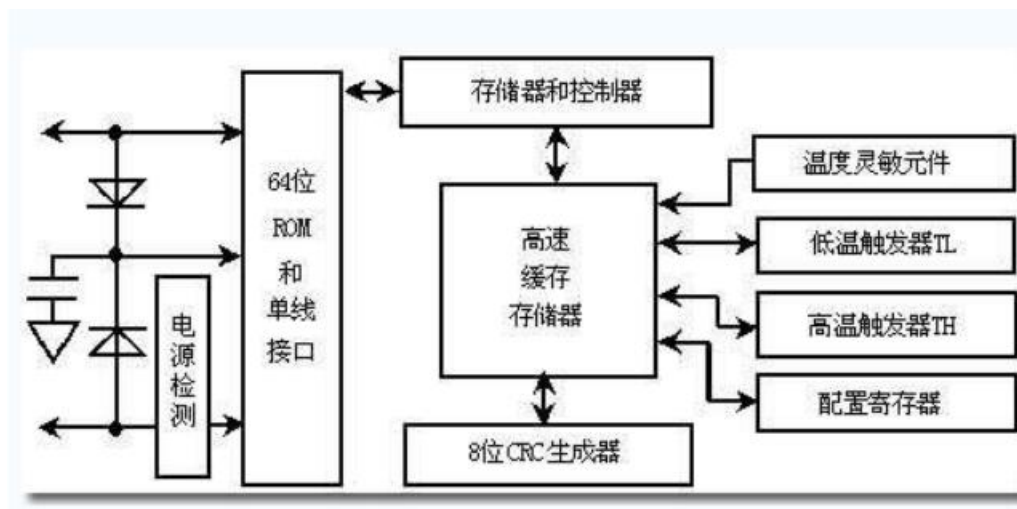 存储器和控制器
64位
ROM
和
单线
接口
电
源
检
测
高速
缓存
存储器
温度灵敏元件
低温触发器TL
高温触发器TH
配置寄存器
8位CRC生成器